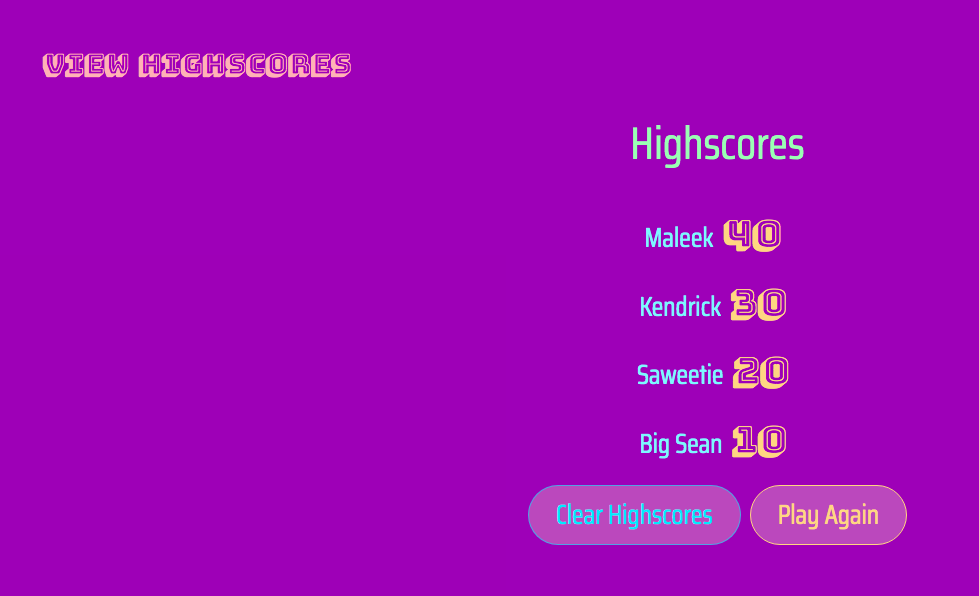 VIEW HIGHSCORES
Highscores
Maleek 40
Kendrick 30
Saweetie 20
Big Sean 10
Clear Highscores Play Again